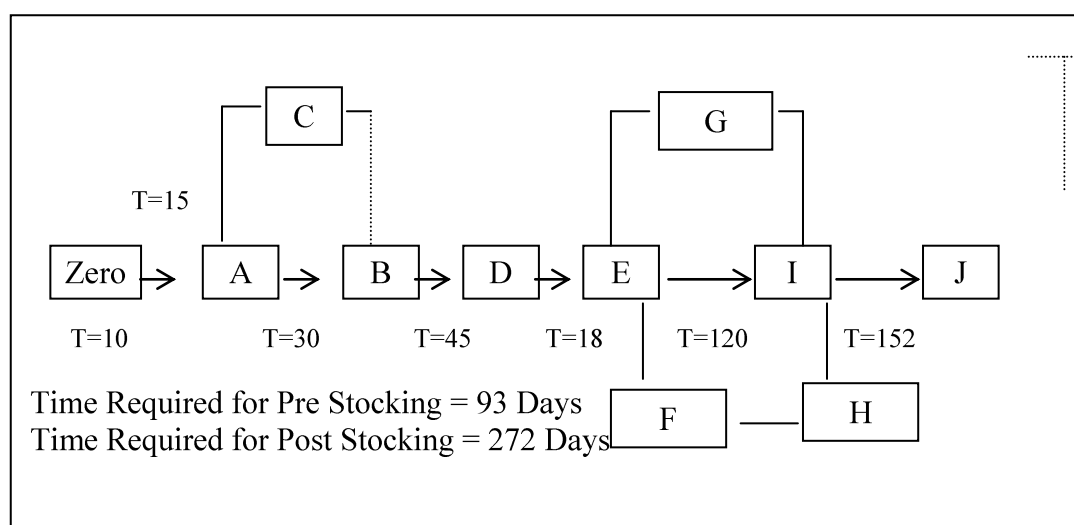 C
G
T=15
Zero A B D E I J
T=10 T=30 T=45 T=18 T=120 T=152
Time Required for Pre Stocking = 93 Days
F H
Time Required for Post Stocking = 272 Days